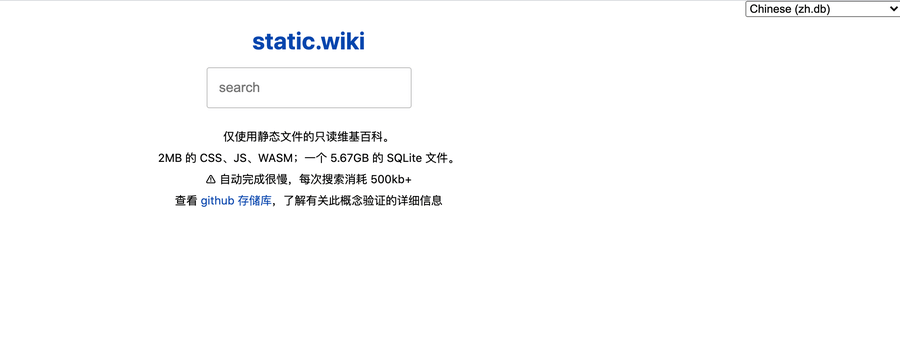 Chinese (zh.db)
static.wiki
search
仅使用静态文件的只读维基百科。
2MB 的 CSS、JS、WASM；一个 5.67GB 的 SQLite 文件。
⚠ 自动完成很慢，每次搜索消耗 500kb+
查看 github 存储库，了解有关此概念验证的详细信息